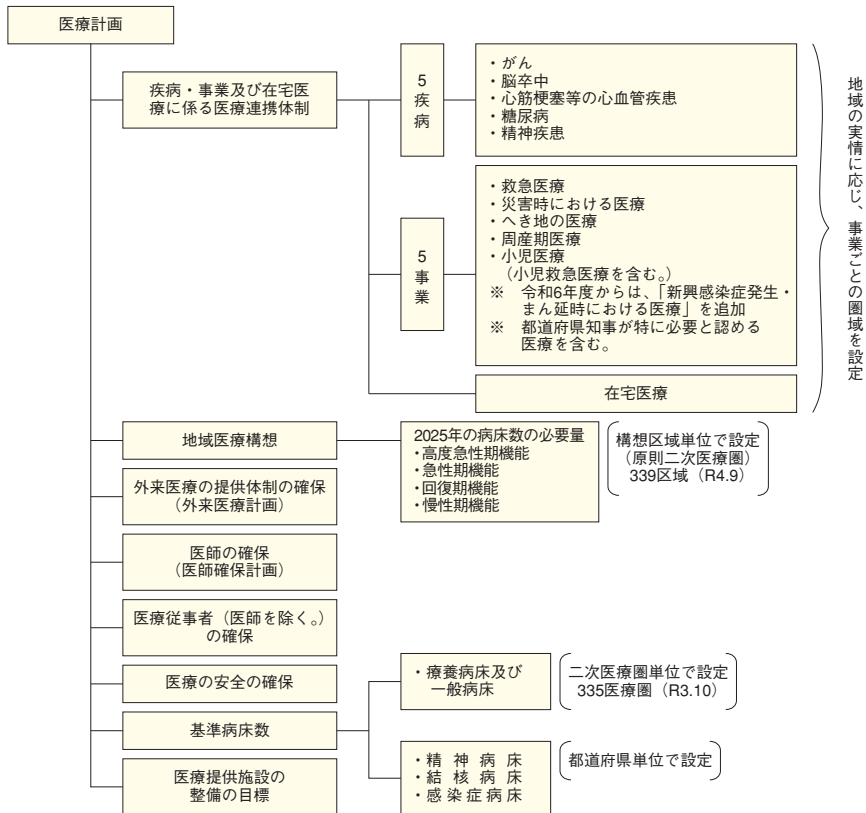 医療計画
疾病・事業及び在宅医
療に係る医療連携体制
5
疾
病
・がん
・脳卒中
・心筋梗塞等の心血管疾患
・糖尿病
・精神疾患
5
事
業
・救急医療
・災害時における医療
・へき地の医療
・周産期医療
・小児医療
（小児救急医療を含む。）
※　令和6年度からは、「新興感染症発生・
まん延時における医療」を追加
※　都道府県知事が特に必要と認める
医療を含む。
在宅医療
地域の実情に応じ、事業ごとの圏域を設定
地域医療構想
2025年の病床数の必要量
・高度急性期機能
・急性期機能
・回復期機能
・慢性期機能
構想区域単位で設定
（原則二次医療圏）
339区域（R4.9）
外来医療の提供体制の確保
（外来医療計画）
医師の確保
（医師確保計画）
医療従事者（医師を除く。）
の確保
医療の安全の確保
基準病床数
・療養病床及び
一般病床
二次医療圏単位で設定
335医療圏（R3.10）
・精神病床
・結核病床
・感染症病床
都道府県単位で設定
医療提供施設の
整備の目標